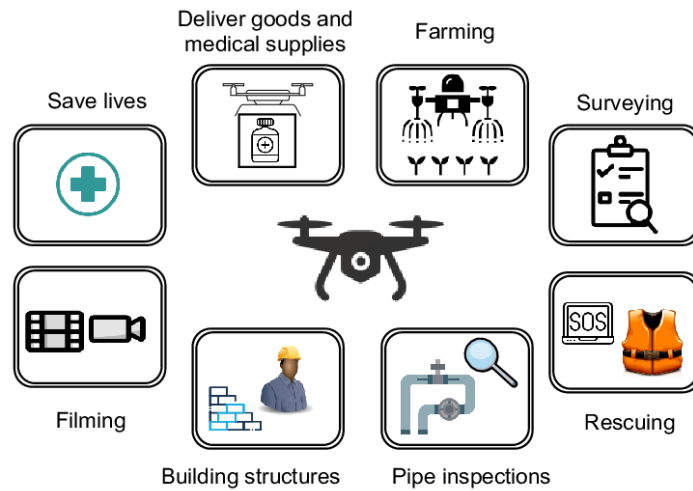 Deliver goods and
medical supplies
Farming
Save lives
Surveying
SOS
Filming
Rescuing
Building structures
Pipe inspections